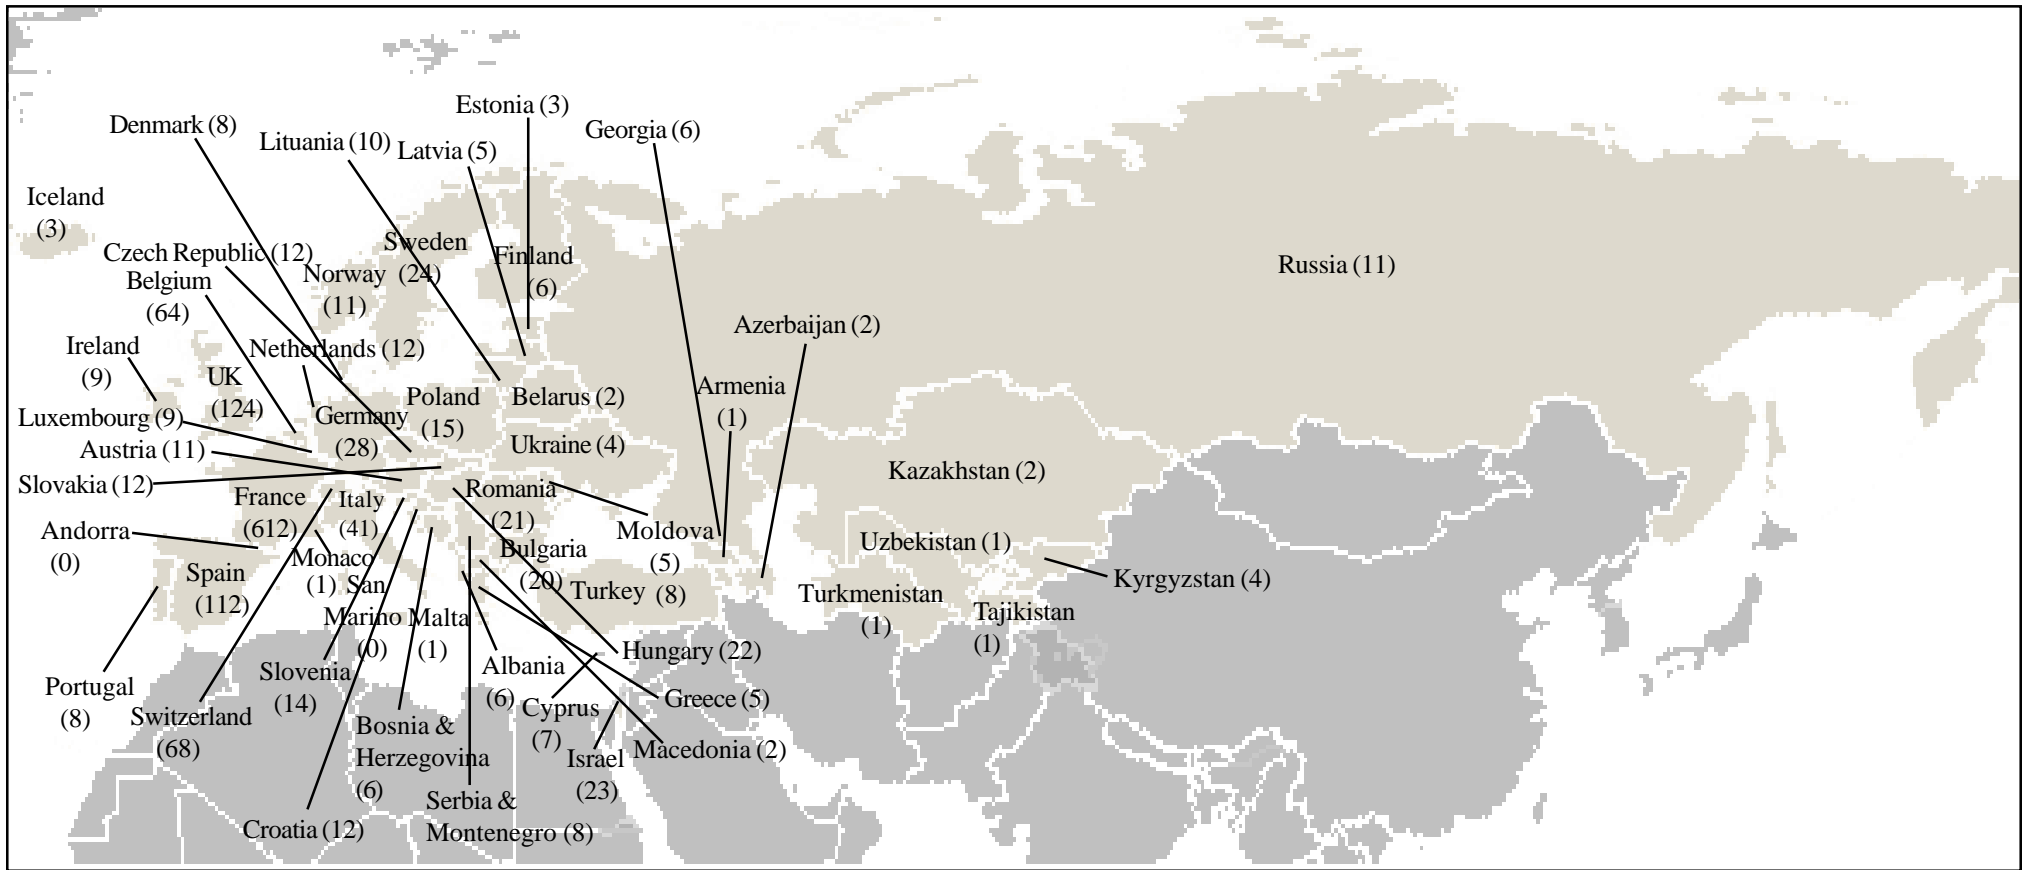 Estonia (3)
Denmark (8)
Georgia (6)
Lituania (10)
Latvia (5)
Iceland
(3)
Sweden
(24)
Czech Republic (12)
Finland
(6)
Russia (11)
Norway
(11)
Belgium
(64)
Azerbaijan (2)
Ireland
(9)
Netherlands (12)
UK
(124)
Armenia
(1)
Poland
(15)
Belarus (2)
Luxembourg (9)
Germany
(28)
Austria (11)
Ukraine (4)
Kazakhstan (2)
Slovakia (12)
France
(612)
Italy
(41)
Romania
(21)
Andorra
(0)
Moldova
(5)
Uzbekistan (1)
Monaco
(1)
Bulgaria
(20)
Spain
(112)
Kyrgyzstan (4)
San
Marino
(0)
Turkey (8)
Turkmenistan
(1)
Tajikistan
(1)
Malta
(1)
Hungary (22)
Slovenia
(14)
Albania
(6)
Portugal
(8)
Greece (5)
Switzerland
(68)
Cyprus
(7)
Bosnia &
Herzegovina
(6)
Israel
(23)
Macedonia (2)
Serbia &
Montenegro (8)
Croatia (12)